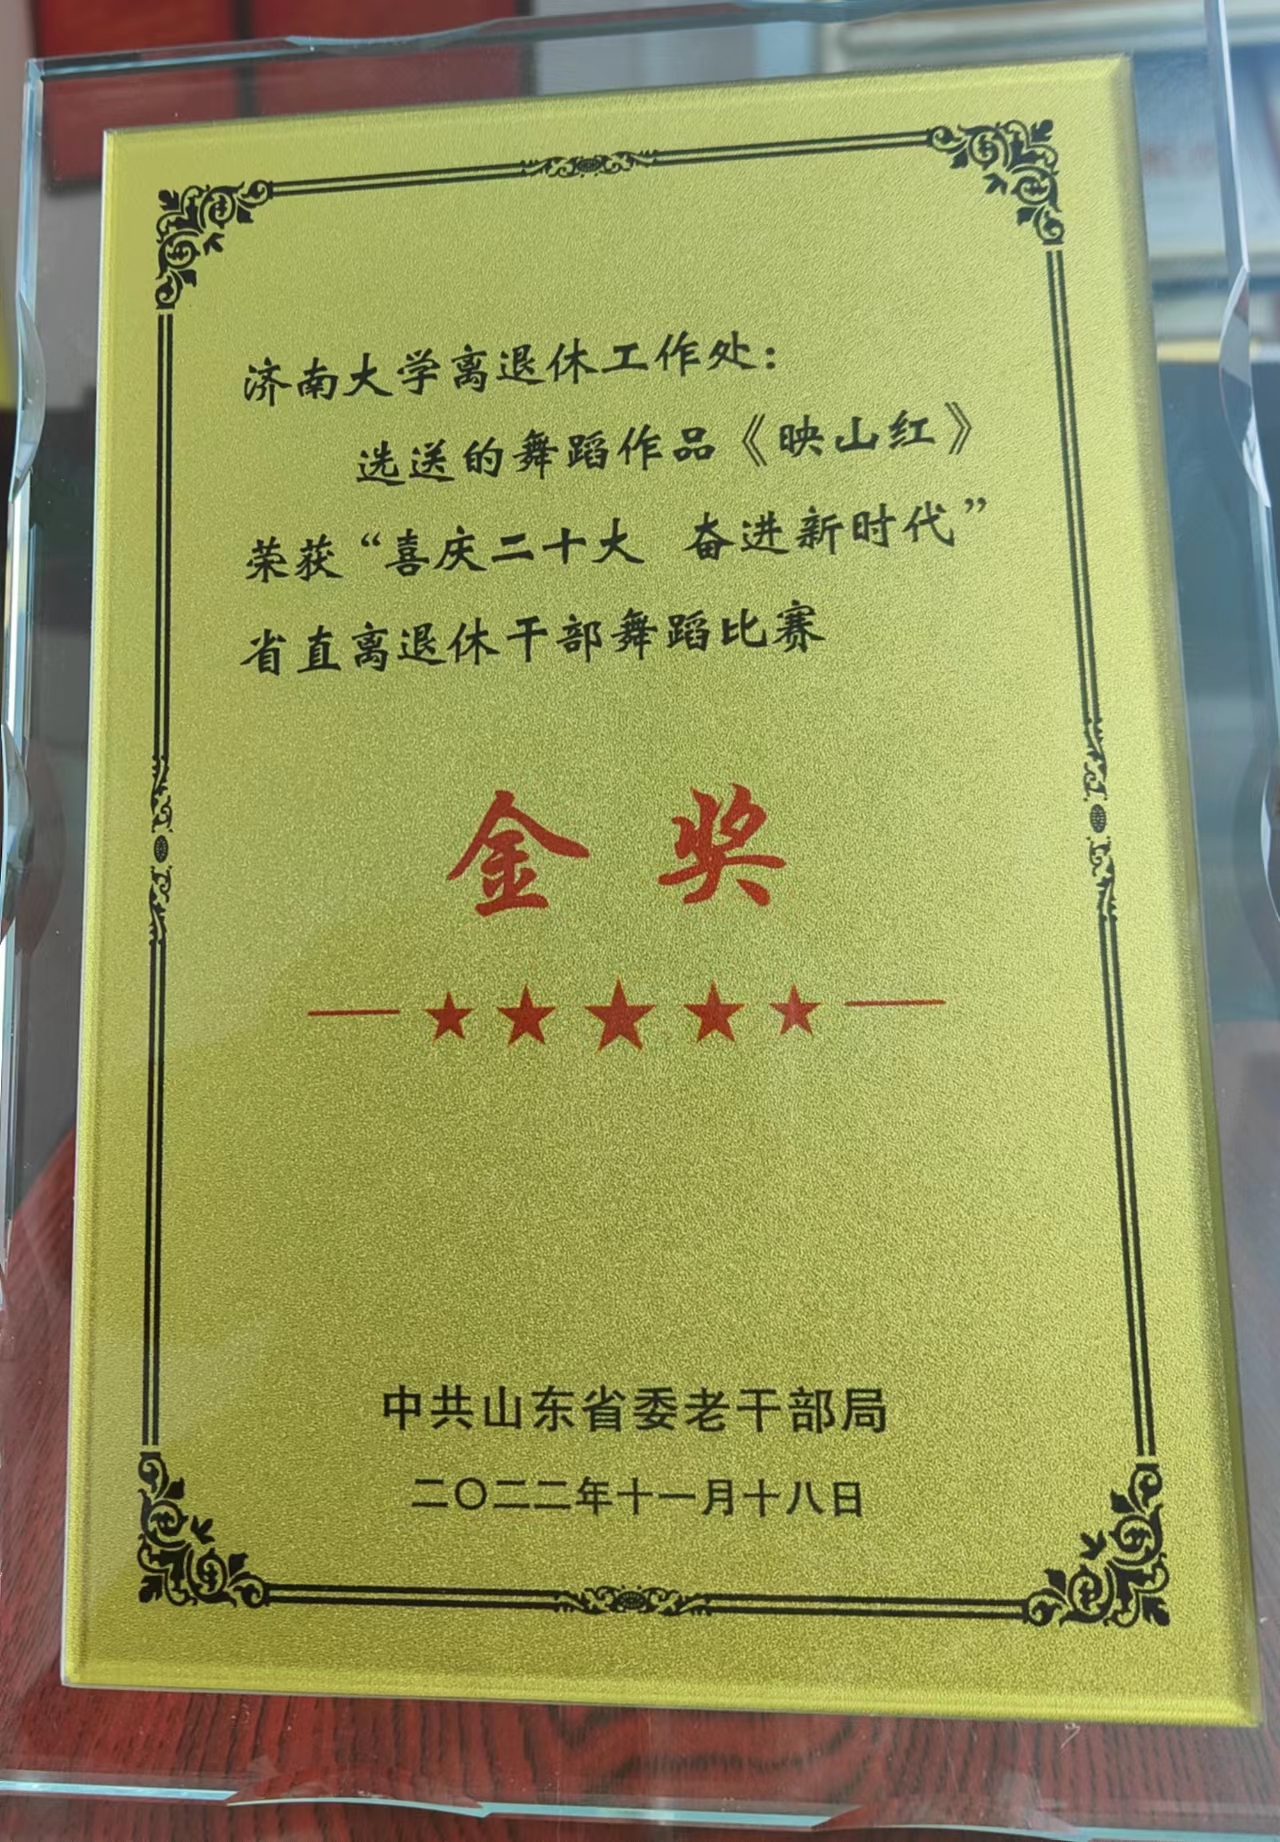 济南大学离退休工作处：
选送的舞蹈作品《映山红》
荣获“喜庆二十大 奋进新时代”
省直离退休干部舞蹈比赛
金奖
中共山东省委老干部局
二〇二二年十一月十八日